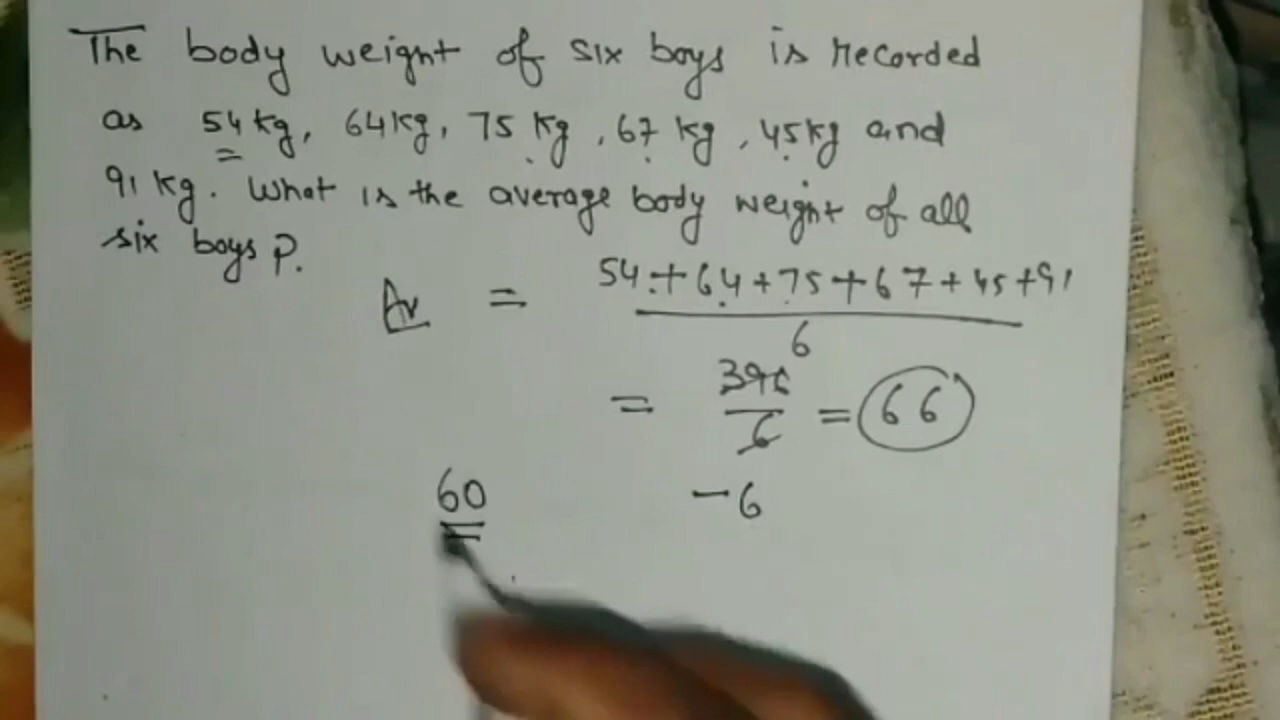 The body weight of six boys is recorded
as 54 kg, 64 kg, 75 kg, 67 kg, 45 kg and
91 kg. What is the average body weight of all
six boys ?.
Av = 54+64+75+67+45+91
6
= 396 6
6 = 66
60
-6